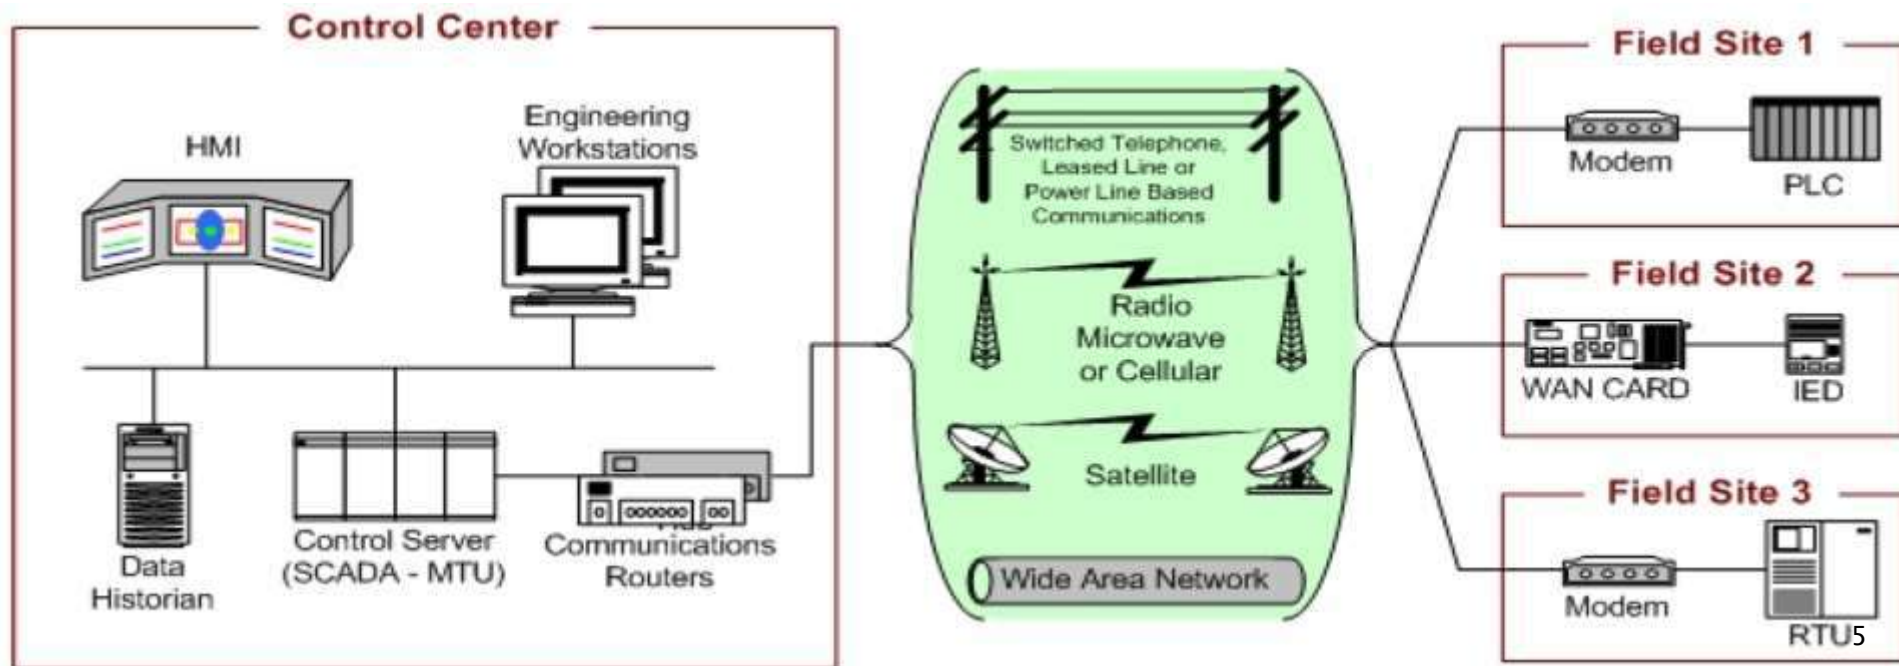 Control Center
HMI
Engineering
Workstations
Data
Historian
Control Server
(SCADA - MTU)
Communications
Routers
Switched Telephone,
Leased Line or
Power Line Based
Communications
Radio
Microwave
or Cellular
Satellite
Wide Area Network
Field Site 1
Modem
PLC
Field Site 2
WAN CARD
IED
Field Site 3
Modem
RTU
5